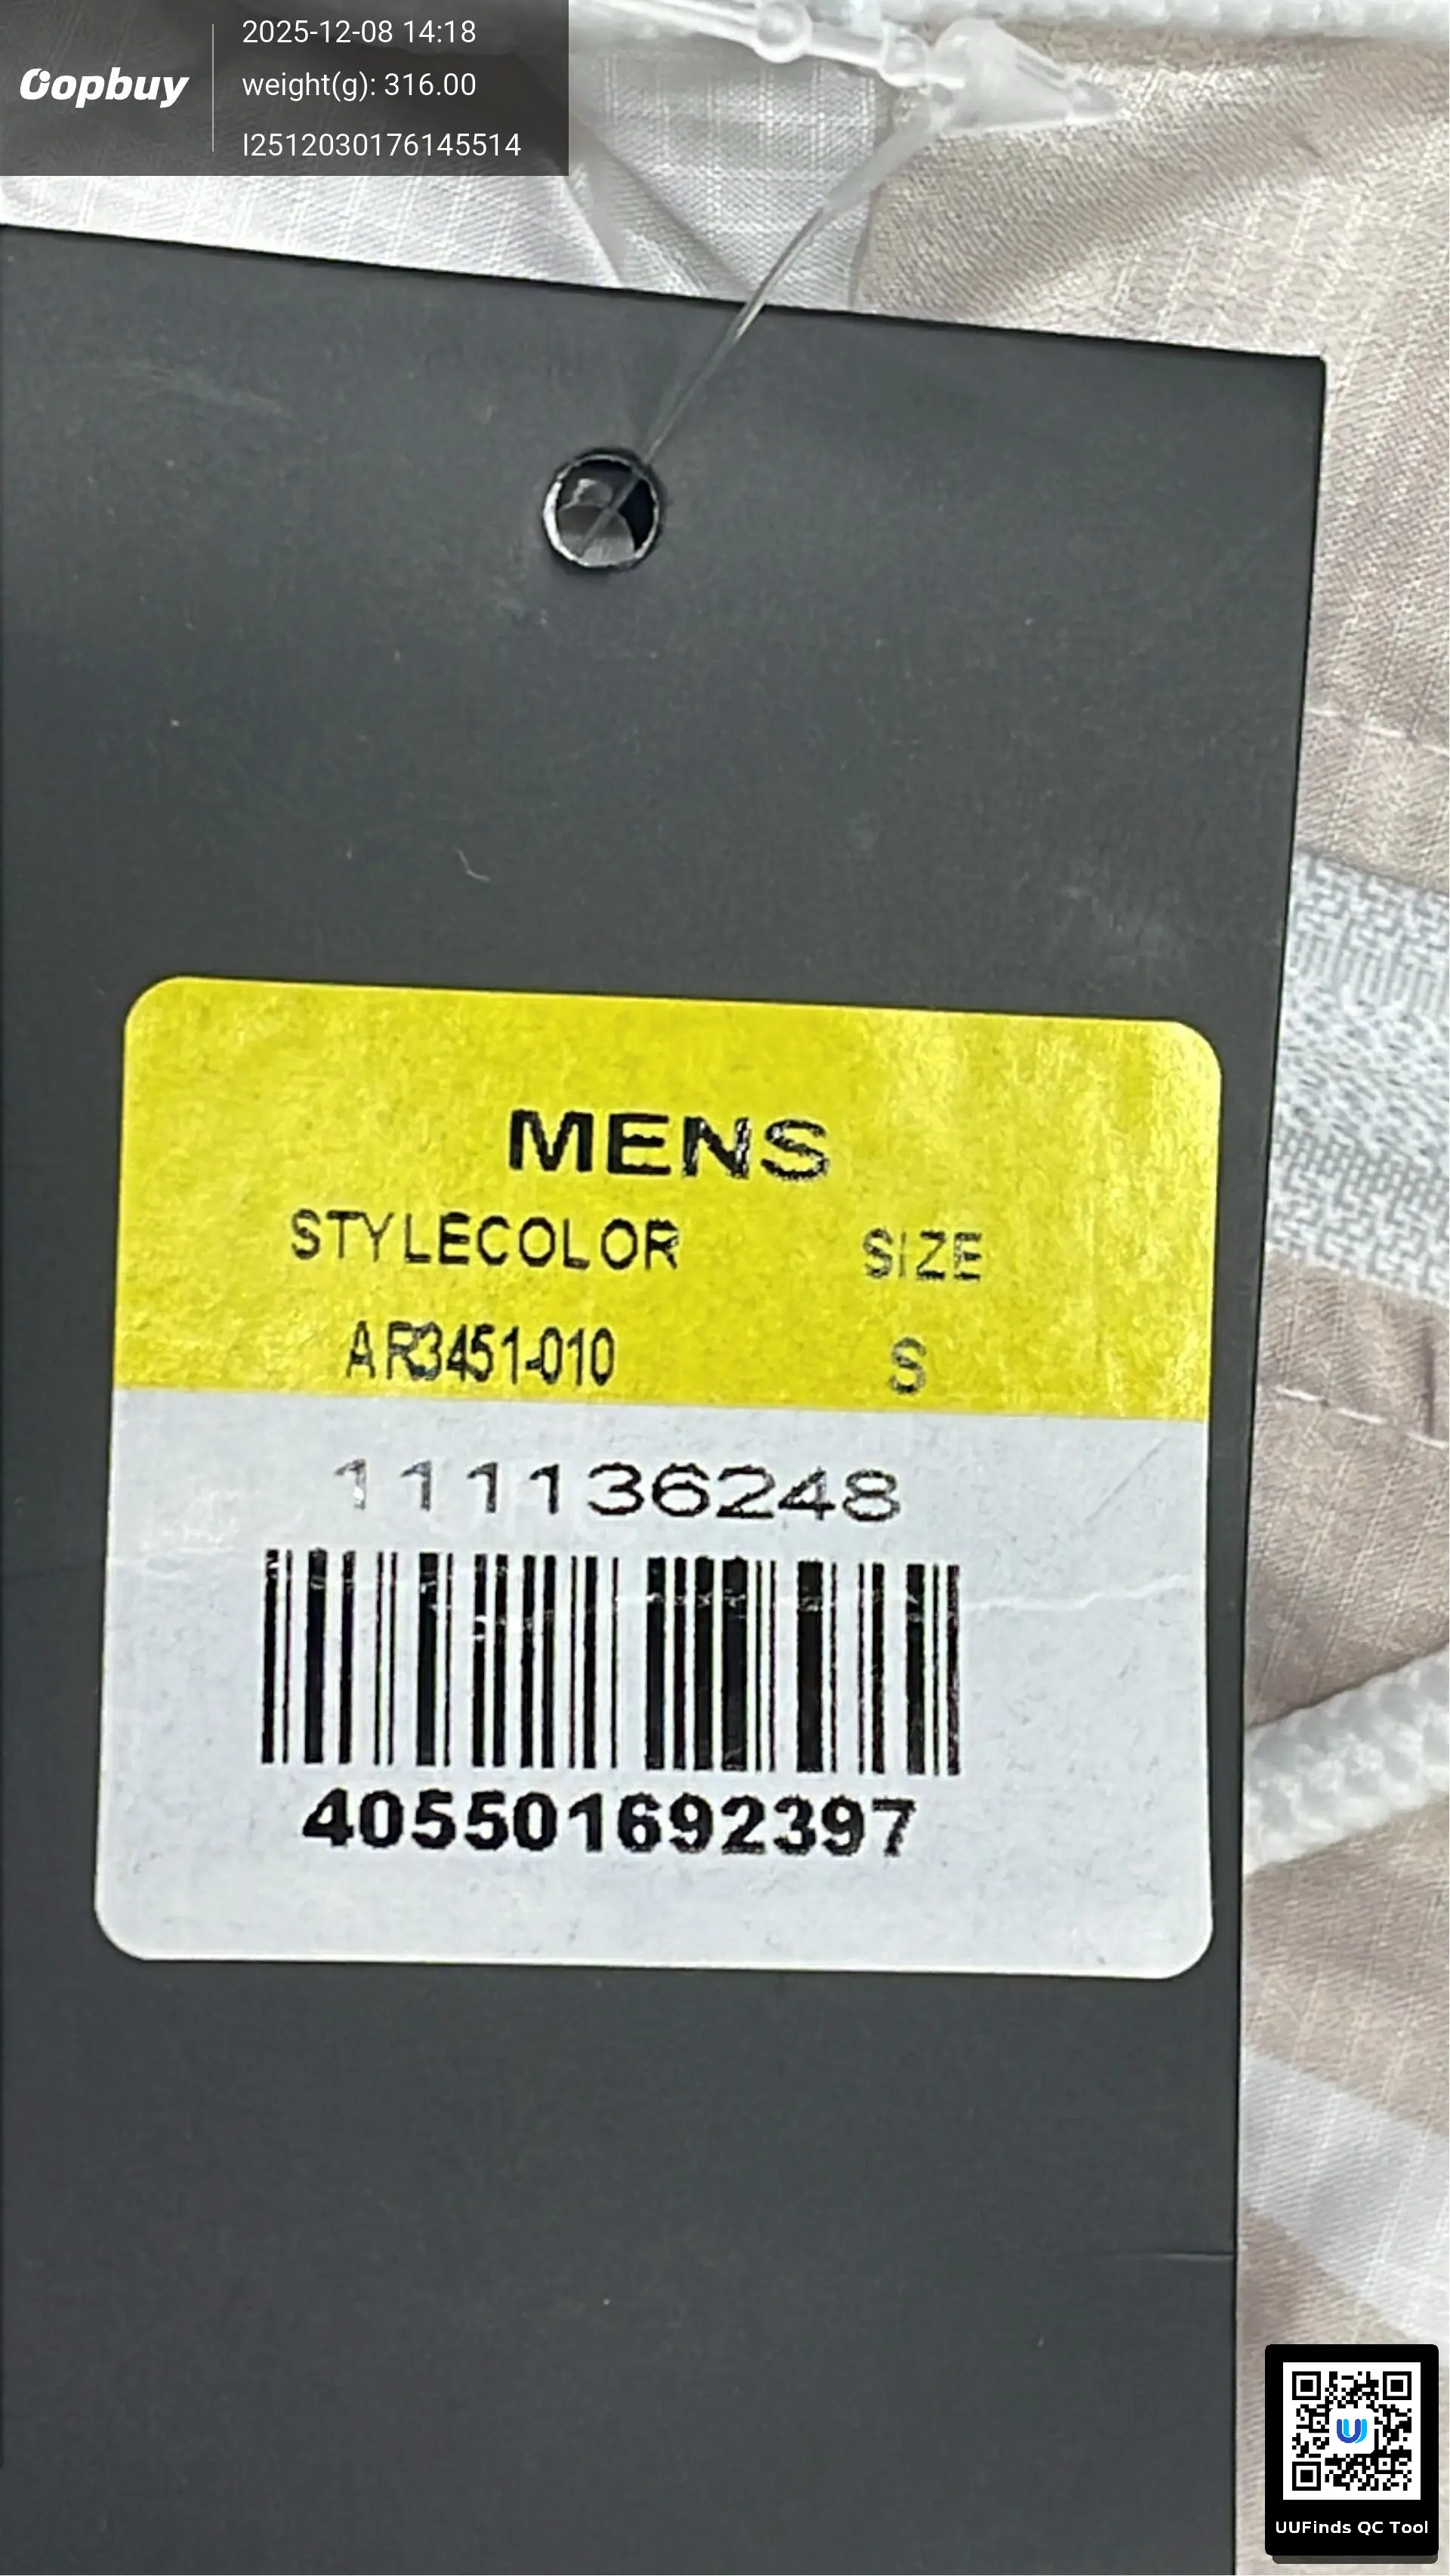 Oopbuy
2025-12-08 14:18
weight(g): 316.00
I2512030176145514
MENS
STYLECOLOR SIZE
AR3451-010 S
111136248
405501692397
UUFinds QC Tool